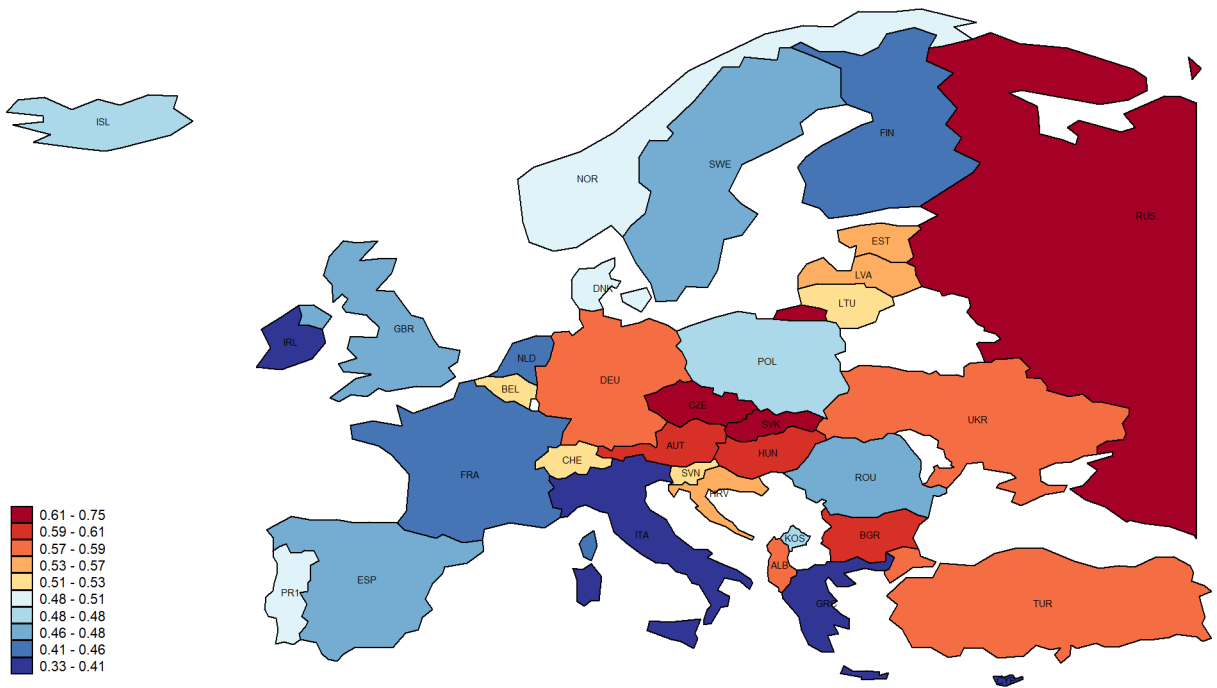 ISL
FIN
SWE
NOR
RUS
EST
LVA
DNK
LTU
GBR
IRL
NLD
POL
DEU
BEL
CZE
UKR
SVK
AUT
HUN
CHE
SVN
FRA
ROU
HRV
ITA
BGR
KOS
ALB
ESP
PR1
GRC
TUR
CYP
0.61 - 0.75
0.59 - 0.61
0.57 - 0.59
0.53 - 0.57
0.51 - 0.53
0.48 - 0.51
0.48 - 0.48
0.46 - 0.48
0.41 - 0.46
0.33 - 0.41